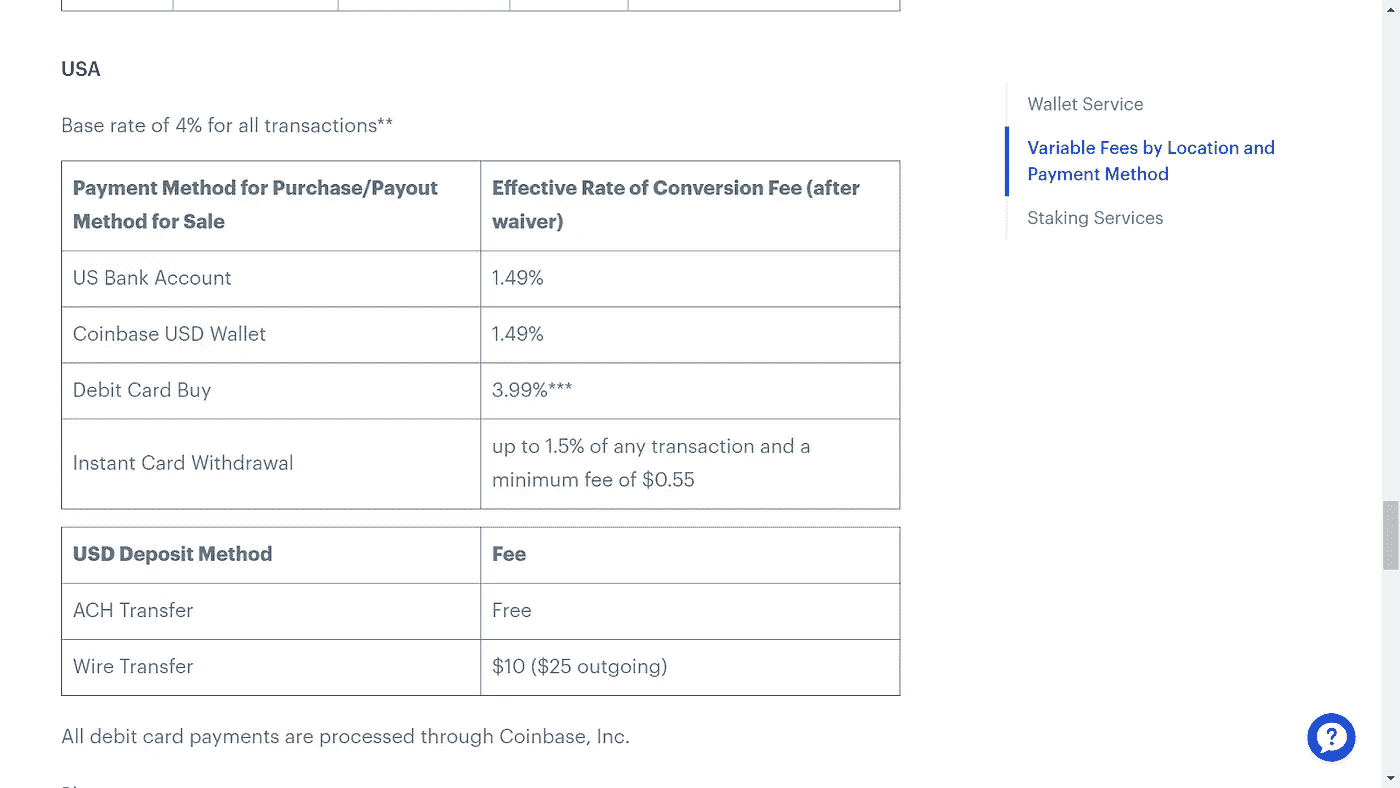 USA
Base rate of 4% for all transactions**
Payment Method for Purchase/Payout
Method for Sale
Effective Rate of Conversion Fee (after
waiver)
US Bank Account
1.49%
Coinbase USD Wallet
1.49%
Debit Card Buy
3.99%***
Instant Card Withdrawal
up to 1.5% of any transaction and a
minimum fee of $0.55
USD Deposit Method
Fee
ACH Transfer
Free
Wire Transfer
$10 ($25 outgoing)
All debit card payments are processed through Coinbase, Inc.
Wallet Service
Variable Fees by Location and
Payment Method
Staking Services
?